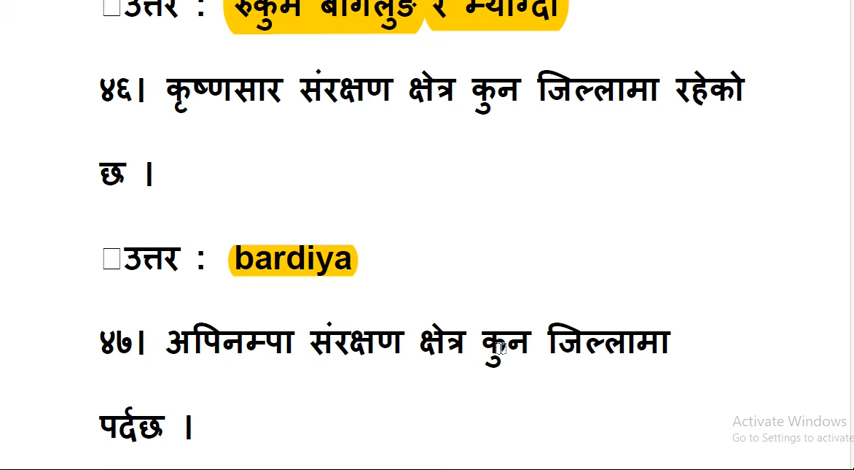 उत्तर : रुकुम बागलुङ र म्याग्दी
४६। कृष्णसार संरक्षण क्षेत्र कुन जिल्लामा रहेको
छ ।
उत्तर : bardiya
४७। अपिनम्पा संरक्षण क्षेत्र कुन जिल्लामा
पर्दछ ।
Activate Windows
Go to Settings to activate